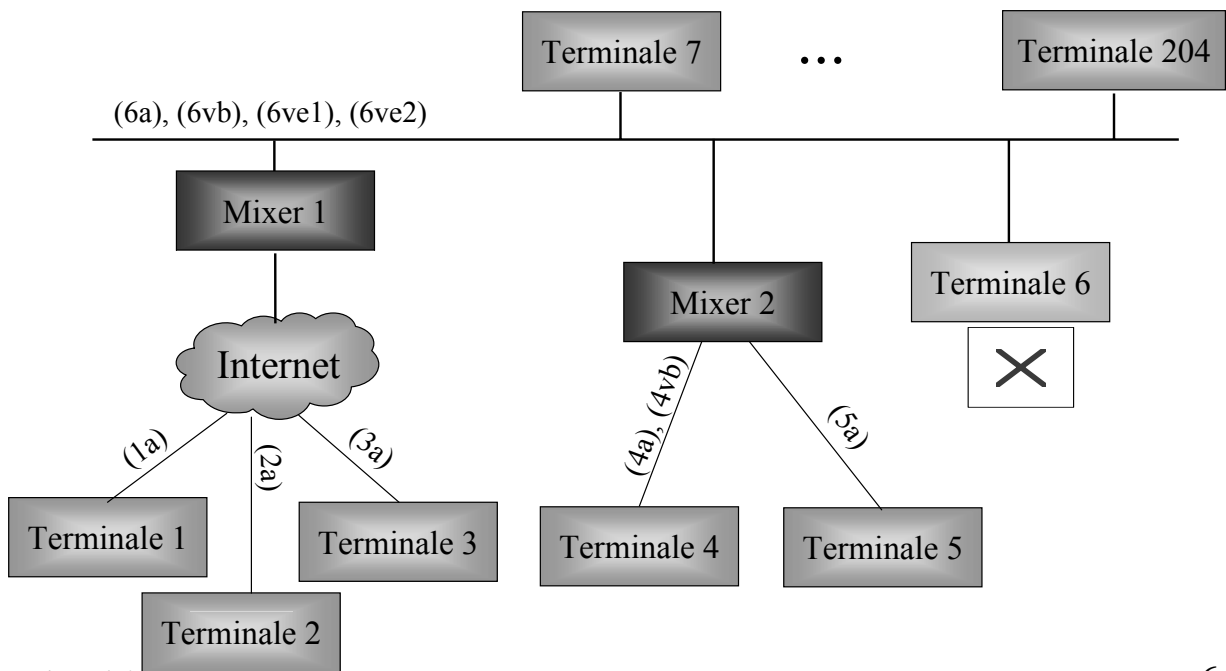 Terminale 7
...
Terminale 204
(6a), (6vb), (6ve1), (6ve2)
Mixer 1
Mixer 2
Terminale 6
Internet
(1a)
(2a)
(3a)
(4a), (4vb)
(5a)
Terminale 1
Terminale 3
Terminale 4
Terminale 5
Terminale 2